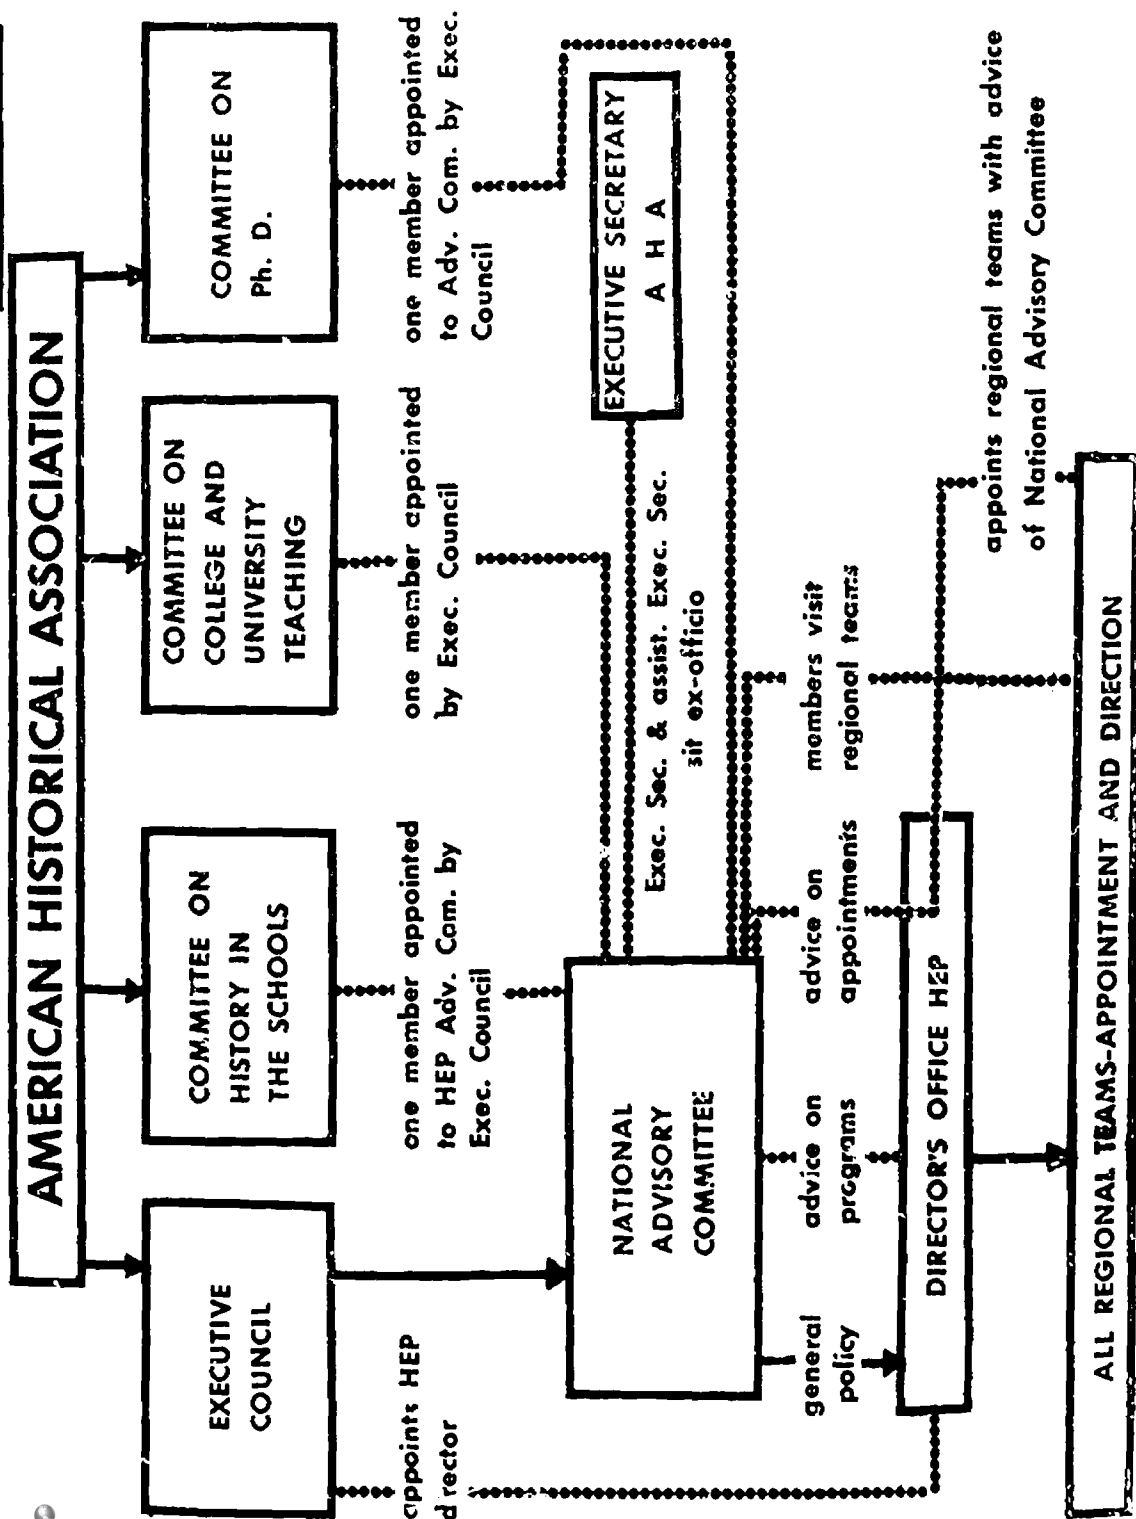 AMERICAN HISTORICAL ASSOCIATION
EXECUTIVE
COUNCIL
COMMITTEE ON
HISTORY IN
THE SCHOOLS
COMMITTEE ON
COLLEGE AND
UNIVERSITY
TEACHING
COMMITTEE ON
Ph. D.
appoints HEP
director
one member appointed
to HEP Adv. Com. by
Exec. Council
one member appointed
by Exec. Council
one member appointed
to Adv. Com. by Exec.
Council
EXECUTIVE SECRETARY
A H A
Exec. Sec. & assist. Exec. Sec.
sit ex-officio
NATIONAL
ADVISORY
COMMITTEE
general
policy
advice on
programs
advice on
appointments
members visit
regional teams
DIRECTOR'S OFFICE HEP
appoints regional teams with advice
of National Advisory Committee
ALL REGIONAL TEAMS-APPOINTMENT AND DIRECTION